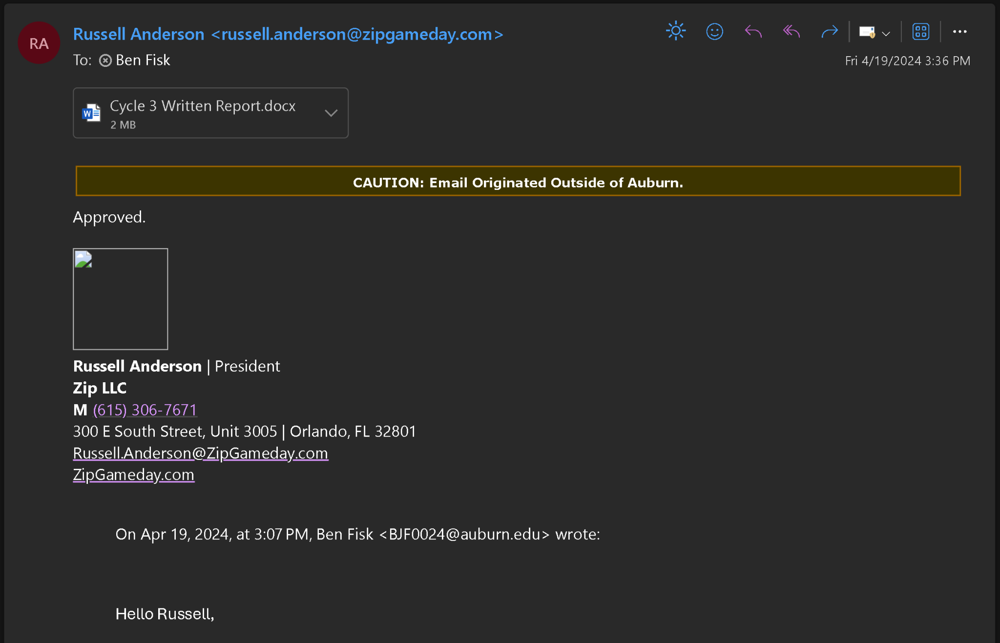 RA
Russell Anderson <russell.anderson@zipgameday.com>
To: Ben Fisk
Fri 4/19/2024 3:36 PM
W
Cycle 3 Written Report.docx
2 MB
CAUTION: Email Originated Outside of Auburn.
Approved.
Russell Anderson | President
Zip LLC
M (615) 306-7671
300 E South Street, Unit 3005 | Orlando, FL 32801
Russell.Anderson@ZipGameday.com
ZipGameday.com
On Apr 19, 2024, at 3:07 PM, Ben Fisk <BJF0024@auburn.edu> wrote:
Hello Russell,